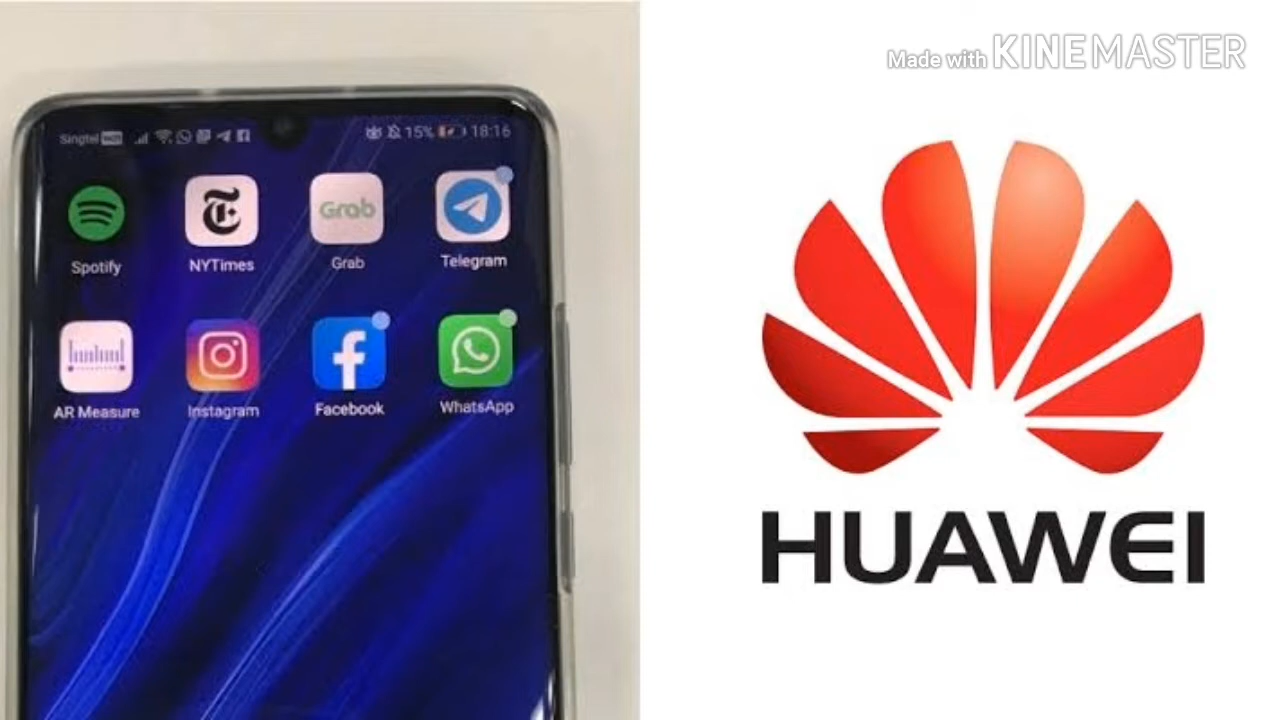 Made with KINEMASTER
Singtel 15% 18:16
Spotify NYTimes Grab Telegram
AR Measure Instagram Facebook WhatsApp
HUAWEI